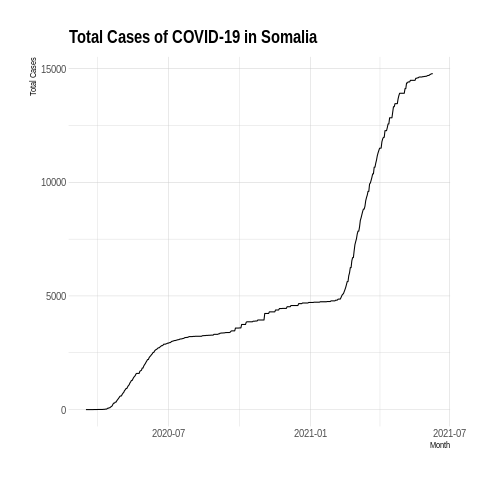 Total Cases of COVID-19 in Somalia
Total Cases
15000
10000
5000
0
2020-07
2021-01
2021-07
Month